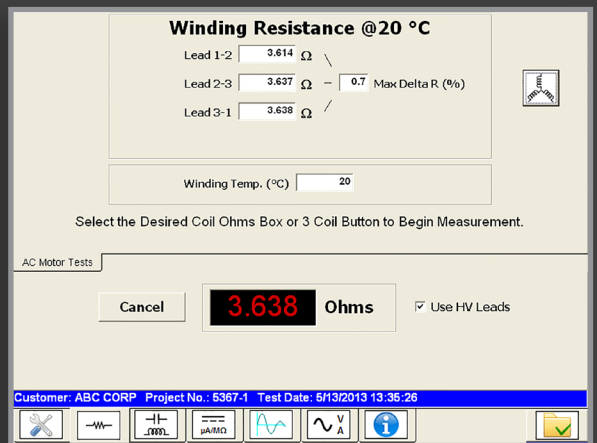 Winding Resistance @20 °C
Lead 1-2 3.614 Ω
Lead 2-3 3.637 Ω 0.7 Max Delta R (%)
Lead 3-1 3.638 Ω
Winding Temp. (°C) 20
Select the Desired Coil Ohms Box or 3 Coil Button to Begin Measurement.
AC Motor Tests
Cancel 3.638 Ohms Use HV Leads
Customer: ABC CORP Project No.: 5367-1 Test Date: 5/13/2013 13:35:26
µA/MΩ V A i